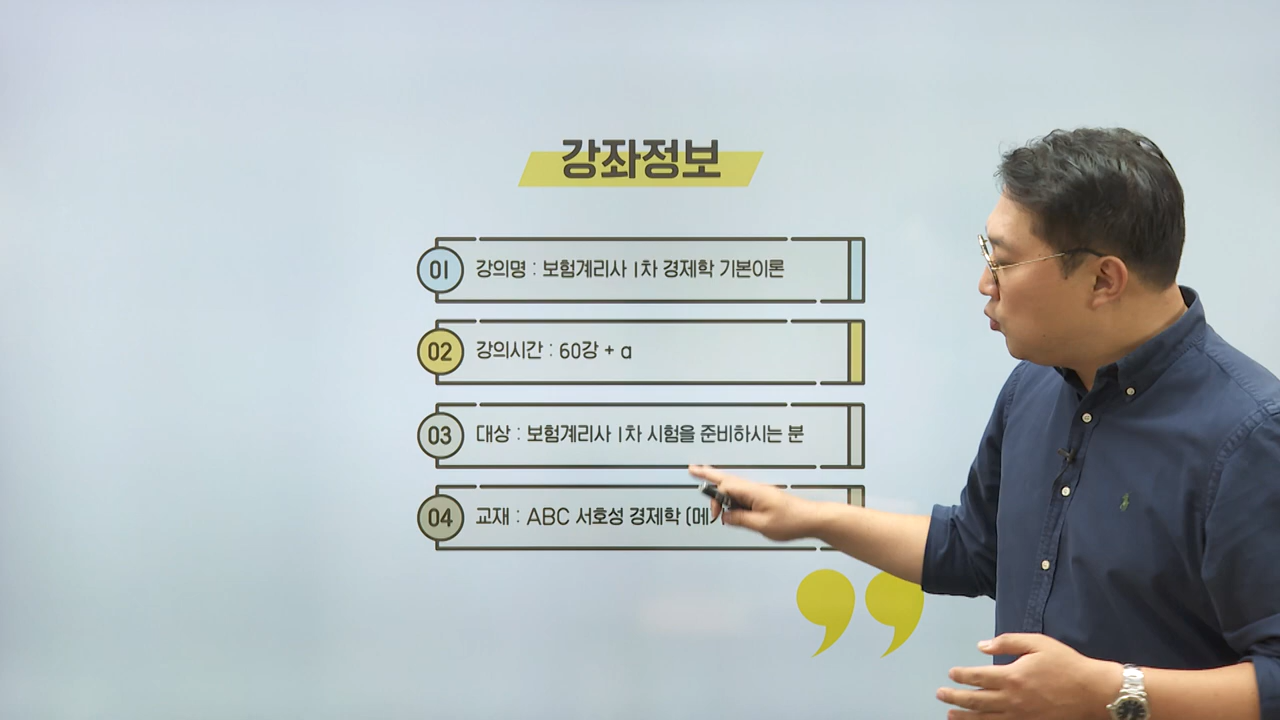 강좌정보
01 강의명 : 보험계리사 1차 경제학 기본이론
02 강의시간 : 60강 + α
03 대상 : 보험계리사 1차 시험을 준비하시는 분
04 교재 : ABC 서호성 경제학